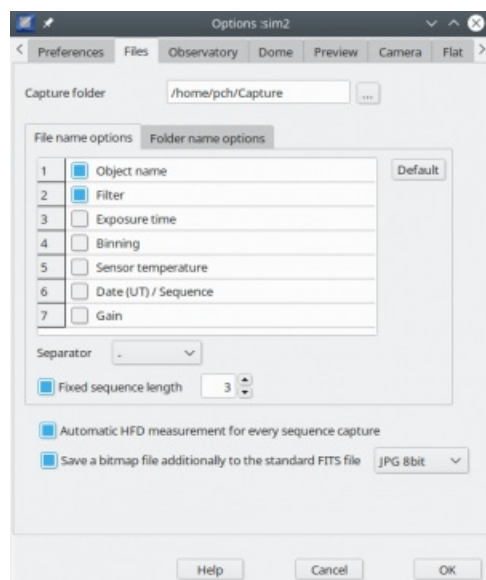 Options :sim2
Preferences Files Observatory Dome Preview Camera Flat
Capture folder /home/pch/Capture ...
File name options Folder name options
1 Object name Default
2 Filter
3 Exposure time
4 Binning
5 Sensor temperature
6 Date (UT) / Sequence
7 Gain
Separator
Fixed sequence length 3
Automatic HFD measurement for every sequence capture
Save a bitmap file additionally to the standard FITS file JPG 8bit
Help Cancel OK